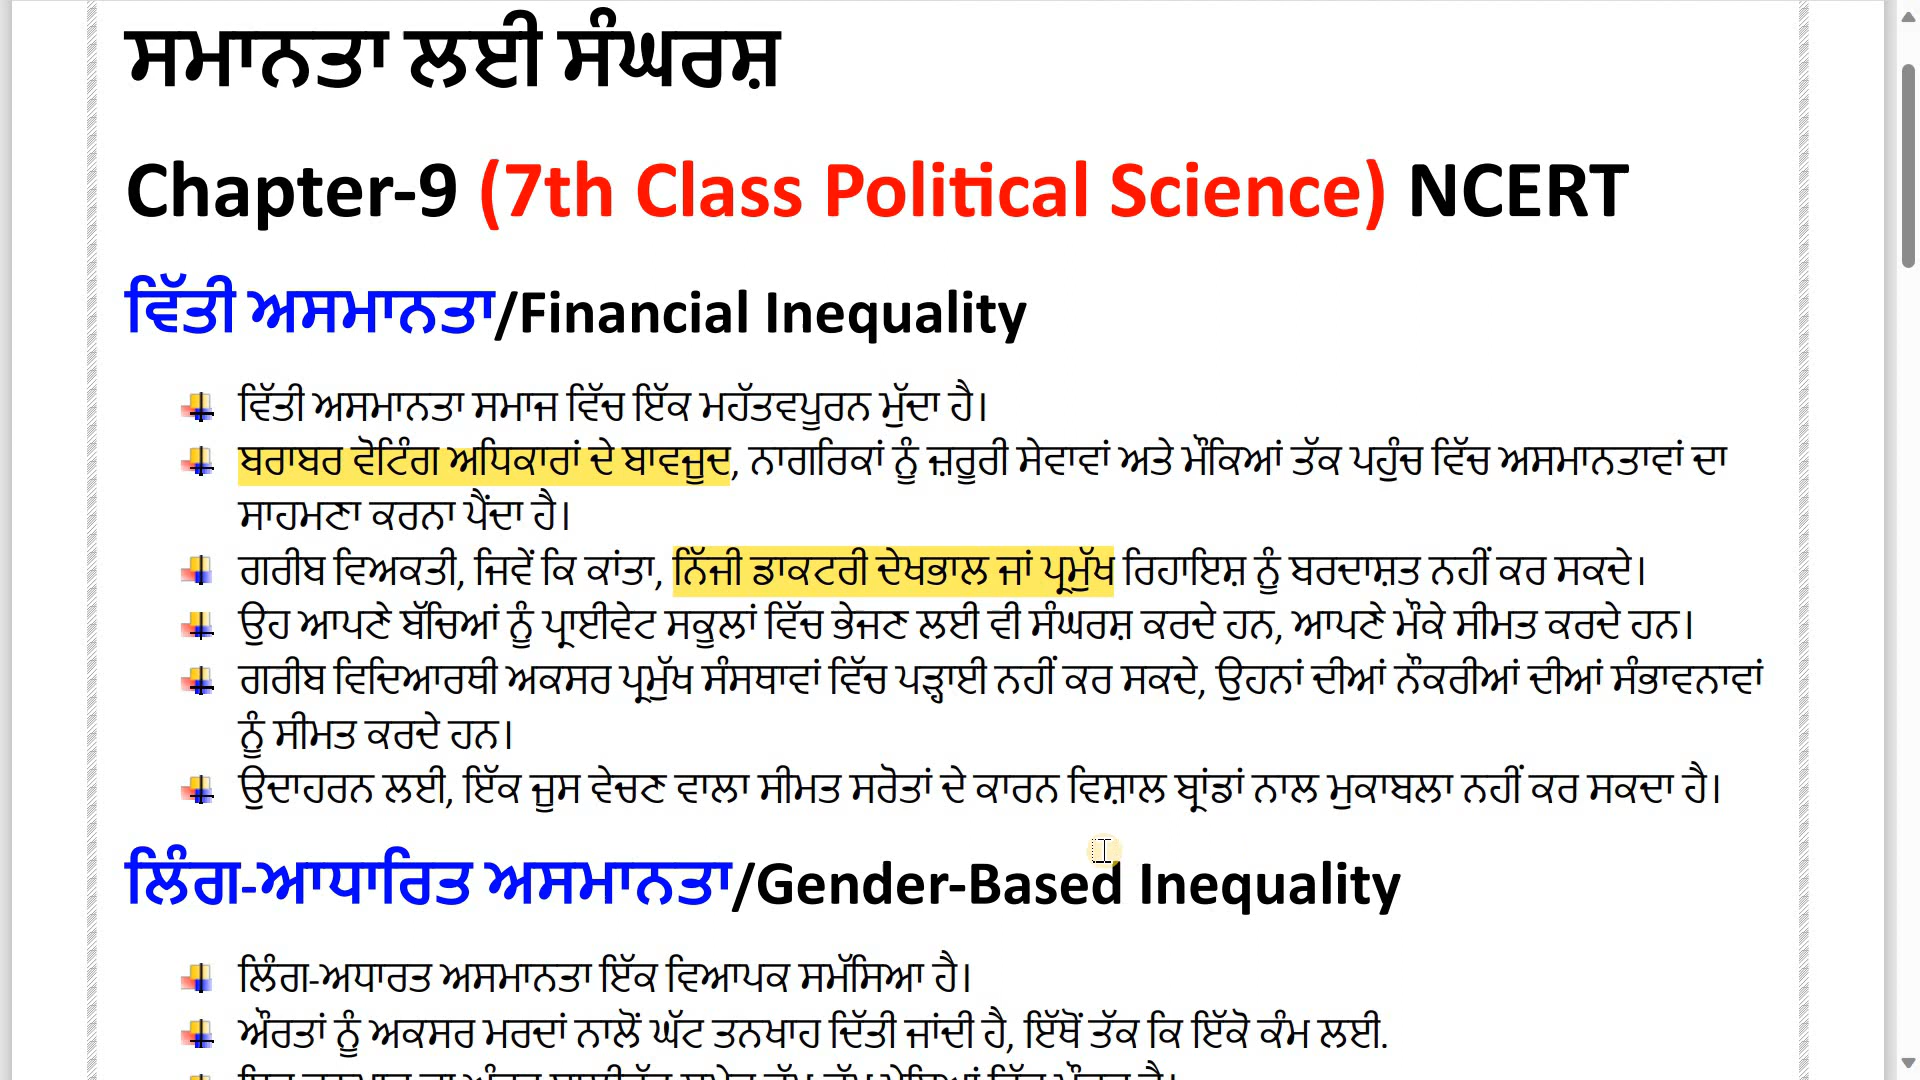 ਸਮਾਨਤਾ ਲਈ ਸੰਘਰਸ਼
Chapter-9 (7th Class Political Science) NCERT
ਵਿੱਤੀ ਅਸਮਾਨਤਾ/Financial Inequality
ਵਿੱਤੀ ਅਸਮਾਨਤਾ ਸਮਾਜ ਵਿੱਚ ਇੱਕ ਮਹੱਤਵਪੂਰਨ ਮੁੱਦਾ ਹੈ।
ਬਰਾਬਰ ਵੋਟਿੰਗ ਅਧਿਕਾਰਾਂ ਦੇ ਬਾਵਜੂਦ, ਨਾਗਰਿਕਾਂ ਨੂੰ ਜ਼ਰੂਰੀ ਸੇਵਾਵਾਂ ਅਤੇ ਮੌਕਿਆਂ ਤੱਕ ਪਹੁੰਚ ਵਿੱਚ ਅਸਮਾਨਤਾਵਾਂ ਦਾ
ਸਾਹਮਣਾ ਕਰਨਾ ਪੈਂਦਾ ਹੈ।
ਗਰੀਬ ਵਿਅਕਤੀ, ਜਿਵੇਂ ਕਿ ਕਾਂਤਾ, ਨਿੱਜੀ ਡਾਕਟਰੀ ਦੇਖਭਾਲ ਜਾਂ ਪ੍ਰਮੁੱਖ ਰਿਹਾਇਸ਼ ਨੂੰ ਬਰਦਾਸ਼ਤ ਨਹੀਂ ਕਰ ਸਕਦੇ।
ਉਹ ਆਪਣੇ ਬੱਚਿਆਂ ਨੂੰ ਪ੍ਰਾਈਵੇਟ ਸਕੂਲਾਂ ਵਿੱਚ ਭੇਜਣ ਲਈ ਵੀ ਸੰਘਰਸ਼ ਕਰਦੇ ਹਨ, ਆਪਣੇ ਮੌਕੇ ਸੀਮਤ ਕਰਦੇ ਹਨ।
ਗਰੀਬ ਵਿਦਿਆਰਥੀ ਅਕਸਰ ਪ੍ਰਮੁੱਖ ਸੰਸਥਾਵਾਂ ਵਿੱਚ ਪੜ੍ਹਾਈ ਨਹੀਂ ਕਰ ਸਕਦੇ, ਉਹਨਾਂ ਦੀਆਂ ਨੌਕਰੀਆਂ ਦੀਆਂ ਸੰਭਾਵਨਾਵਾਂ
ਨੂੰ ਸੀਮਤ ਕਰਦੇ ਹਨ।
ਉਦਾਹਰਨ ਲਈ, ਇੱਕ ਜੂਸ ਵੇਚਣ ਵਾਲਾ ਸੀਮਤ ਸਰੋਤਾਂ ਦੇ ਕਾਰਨ ਵਿਸ਼ਾਲ ਬ੍ਰਾਂਡਾਂ ਨਾਲ ਮੁਕਾਬਲਾ ਨਹੀਂ ਕਰ ਸਕਦਾ ਹੈ।
ਲਿੰਗ-ਆਧਾਰਿਤ ਅਸਮਾਨਤਾ/Gender-Based Inequality
ਲਿੰਗ-ਅਧਾਰਤ ਅਸਮਾਨਤਾ ਇੱਕ ਵਿਆਪਕ ਸਮੱਸਿਆ ਹੈ।
ਔਰਤਾਂ ਨੂੰ ਅਕਸਰ ਮਰਦਾਂ ਨਾਲੋਂ ਘੱਟ ਤਨਖਾਹ ਦਿੱਤੀ ਜਾਂਦੀ ਹੈ, ਇੱਥੋਂ ਤੱਕ ਕਿ ਇੱਕੋ ਕੰਮ ਲਈ.